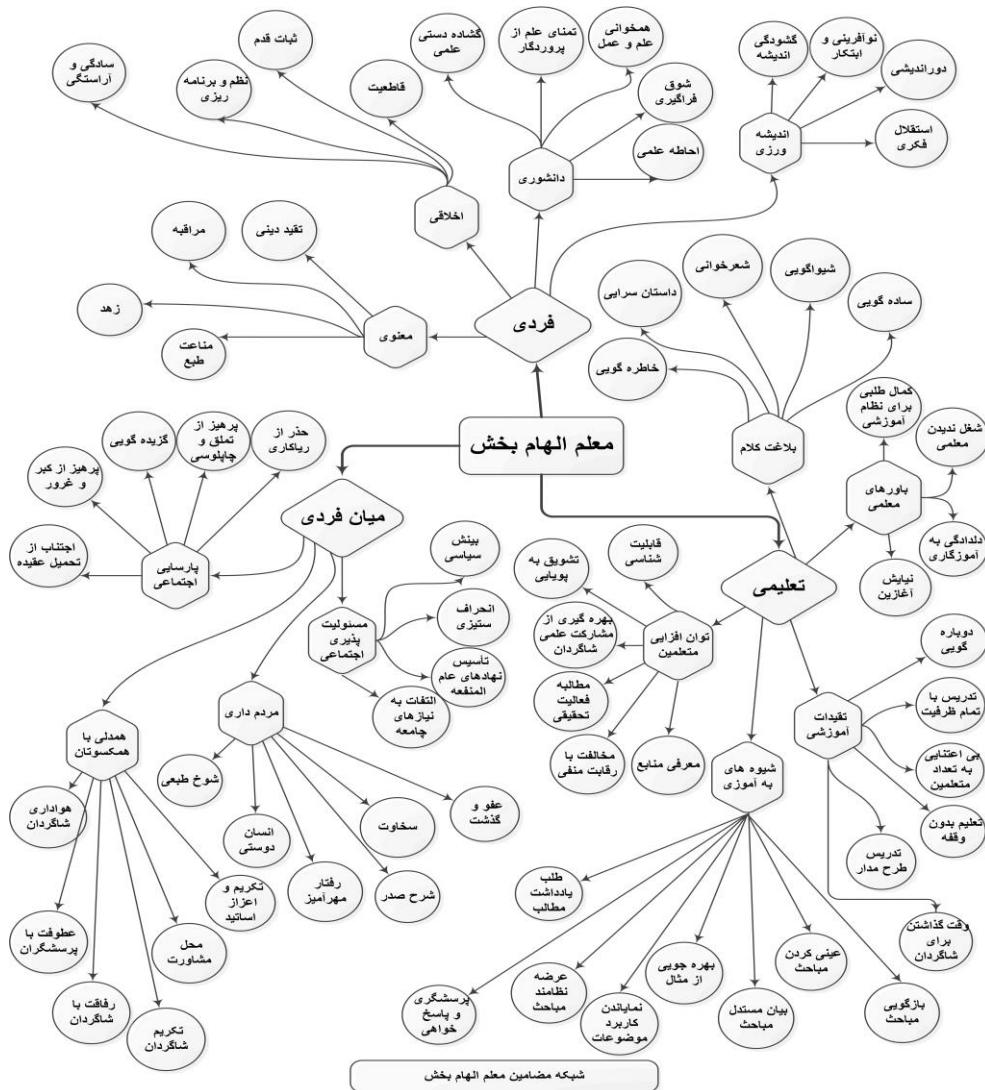 ثبات قدم
سادگی و
آراستگی
نظم و برنامه
ریزی
قاطعیت
گشاده دستی
علمی
تمنای علم از
پروردگار
همخوانی
علم و عمل
شوق
فراگیری
احاطه علمی
گشودگی
اندیشه
نوآفرینی و
ابتکار
دوراندیشی
استقلال
فکری
اندیشه
ورزی
دانشوری
اخلاقی
مراقبه
تقید دینی
زهد
مناعت
طبع
معنوی
فردی
داستان سرایی
شعرخوانی
شیواگویی
ساده گویی
خاطره گویی
بلاغت کلام
کمال طلبی
برای نظام
آموزشی
شغل ندیدن
معلمی
باورهای
معلمی
دلدادگی به
آموزگاری
نیایش
آغازین
معلم الهام بخش
میان فردی
تعلیمی
حذر از
ریاکاری
پرهیز از
تملق و
چاپلوسی
گزیده گویی
پرهیز از کبر
و غرور
اجتناب از
تحمیل عقیده
پارسایی
اجتماعی
بینش
سیاسی
انحراف
ستیزی
تأسیس
نهادهای عام
المنفعه
التفات به
نیازهای
جامعه
مسئولیت
پذیری
اجتماعی
قابلیت
شناسی
تشویق به
پویایی
بهره گیری از
مشارکت علمی
شاگردان
مطالبه
فعالیت
تحقیقی
مخالفت با
رقابت منفی
معرفی منابع
توان افزایی
متعلمین
دوباره
گویی
تدریس با
تمام ظرفیت
بی اعتنایی
به تعداد
متعلمین
تعلیم بدون
وقفه
تدریس
طرح مدار
وقت گذاشتن
برای
شاگردان
تقیدات
آموزشی
شیوه های
به آموزی
طلب
یادداشت
مطالب
پرسشگری
و پاسخ
خواهی
عرضه
نظامند
مباحث
نمایاندن
کاربرد
موضوعات
بهره جویی
از مثال
بیان مستدل
مباحث
عینی کردن
مباحث
بازگویی
مباحث
مردم داری
شوخ طبعی
انسان
دوستی
رفتار
مهرآمیز
شرح صدر
سخاوت
عفو و
گذشت
همدلی با
همکسوتان
هواداری
شاگردان
عطوفت با
پرسشگران
رفاقت با
شاگردان
تکریم
شاگردان
محل
مشاورت
تکریم و
اعزاز
اساتید
شبکه مضامین معلم الهام بخش